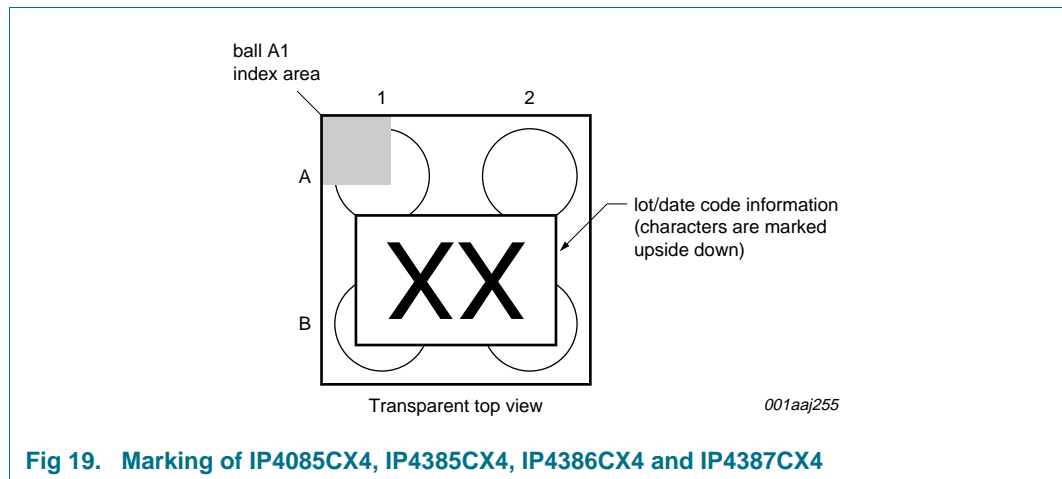 ball A1
index area
1
2
A
lot/date code information
(characters are marked
upside down)
XX
B
Transparent top view
001aaj255
Fig 19. Marking of IP4085CX4, IP4385CX4, IP4386CX4 and IP4387CX4